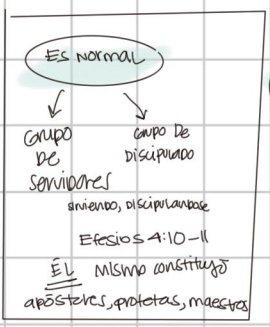 ES NORMAL
GRUPO
DE
SERVIDORES
GRUPO DE
DISCIPULADO
SIRVIENDO, DISCIPULANDOSE
Efesios 4:10-11
ÉL MISMO CONSTITUYÓ
apóstoles, profetas, maestros